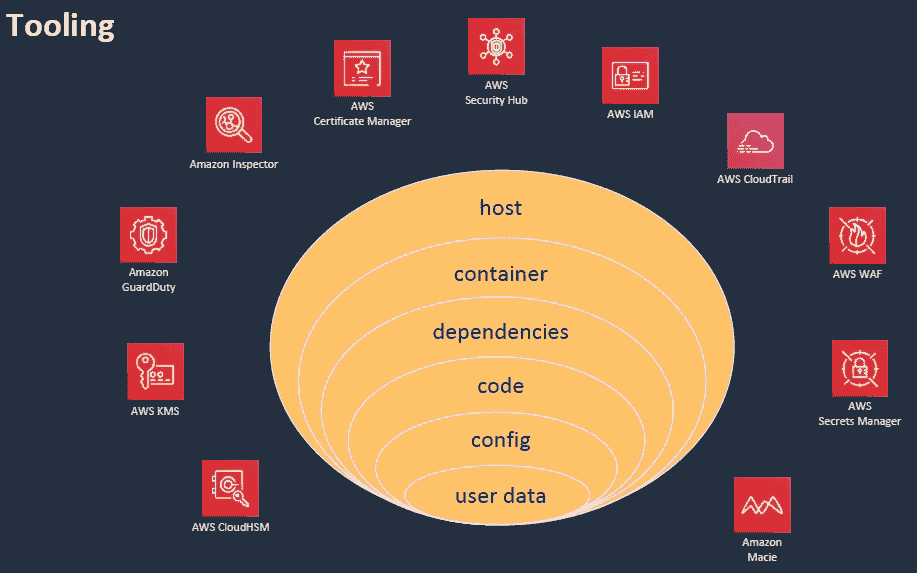 Tooling
AWS
Security Hub
AWS
Certificate Manager
AWS IAM
Amazon Inspector
AWS CloudTrail
Amazon
GuardDuty
AWS WAF
AWS KMS
AWS
Secrets Manager
AWS CloudHSM
Amazon
Macie
host
container
dependencies
code
config
user data